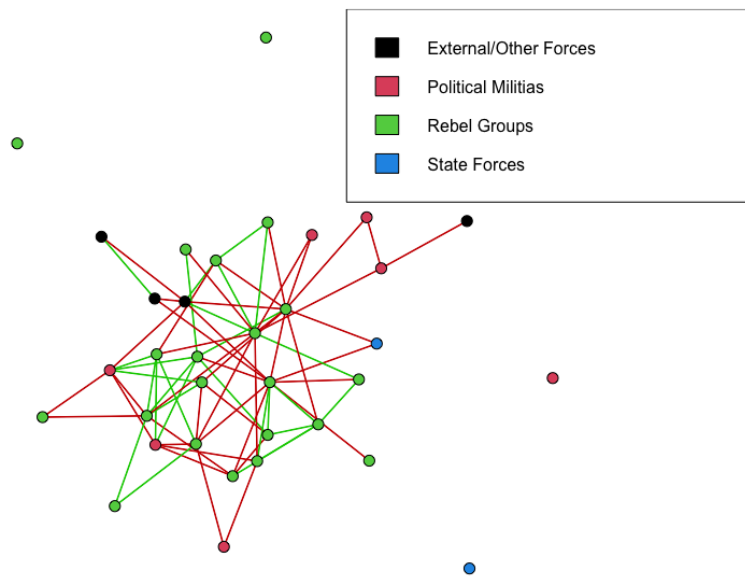 External/Other Forces
Political Militias
Rebel Groups
State Forces